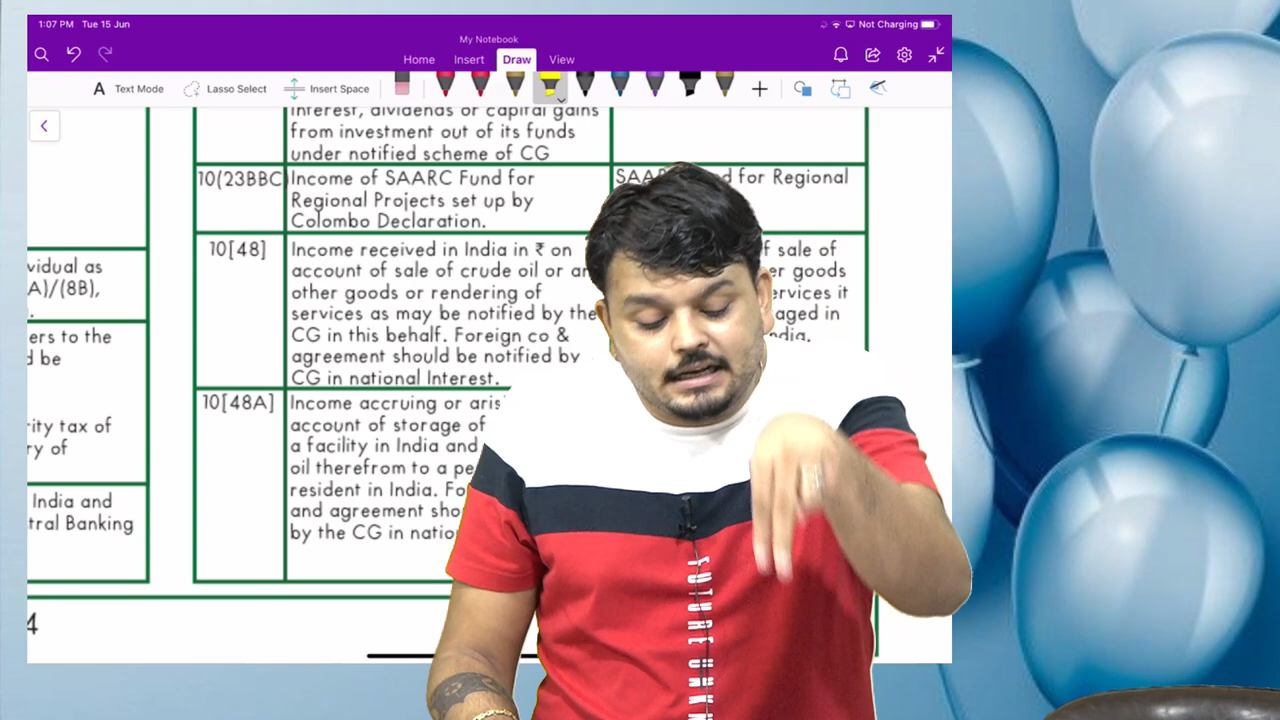 1:07 PM Tue 15 Jun
Not Charging
My Notebook
Home Insert Draw View
A Text Mode Lasso Select Insert Space
vidual as
A)/(8B),
ers to the
d be
rity tax of
ry of
India and
tral Banking
4
Interest, dividends or capital gains
from investment out of its funds
under notified scheme of CG
10(23BBC) Income of SAARC Fund for
Regional Projects set up by
Colombo Declaration.
for Regional
10[48] Income received in India in ₹ on
account of sale of crude oil or an
other goods or rendering of
services as may be notified by the
CG in this behalf. Foreign co &
agreement should be notified by
CG in national Interest.
f sale of
er goods
ervices it
aged in
ndia.
10[48A] Income accruing or aris
account of storage of
a facility in India and
oil therefrom to a pe
resident in India. Fo
and agreement sho
by the CG in natio
FUTURE UNKN